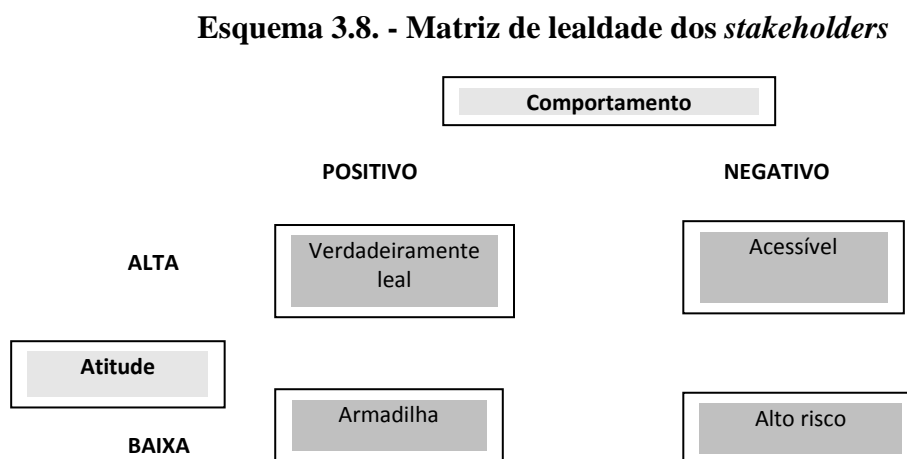 Esquema 3.8. - Matriz de lealdade dos stakeholders
Comportamento
POSITIVO
NEGATIVO
ALTA
Verdadeiramente
leal
Acessível
Atitude
Armadilha
Alto risco
BAIXA